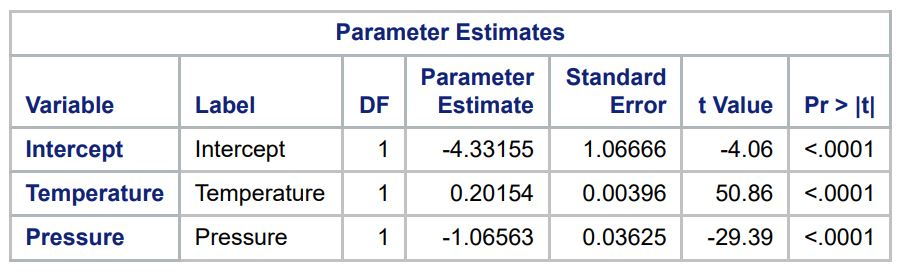 Parameter Estimates
Variable Label DF Parameter Estimate Standard Error t Value Pr > |t|
Intercept Intercept 1 -4.33155 1.06666 -4.06 <.0001
Temperature Temperature 1 0.20154 0.00396 50.86 <.0001
Pressure Pressure 1 -1.06563 0.03625 -29.39 <.0001